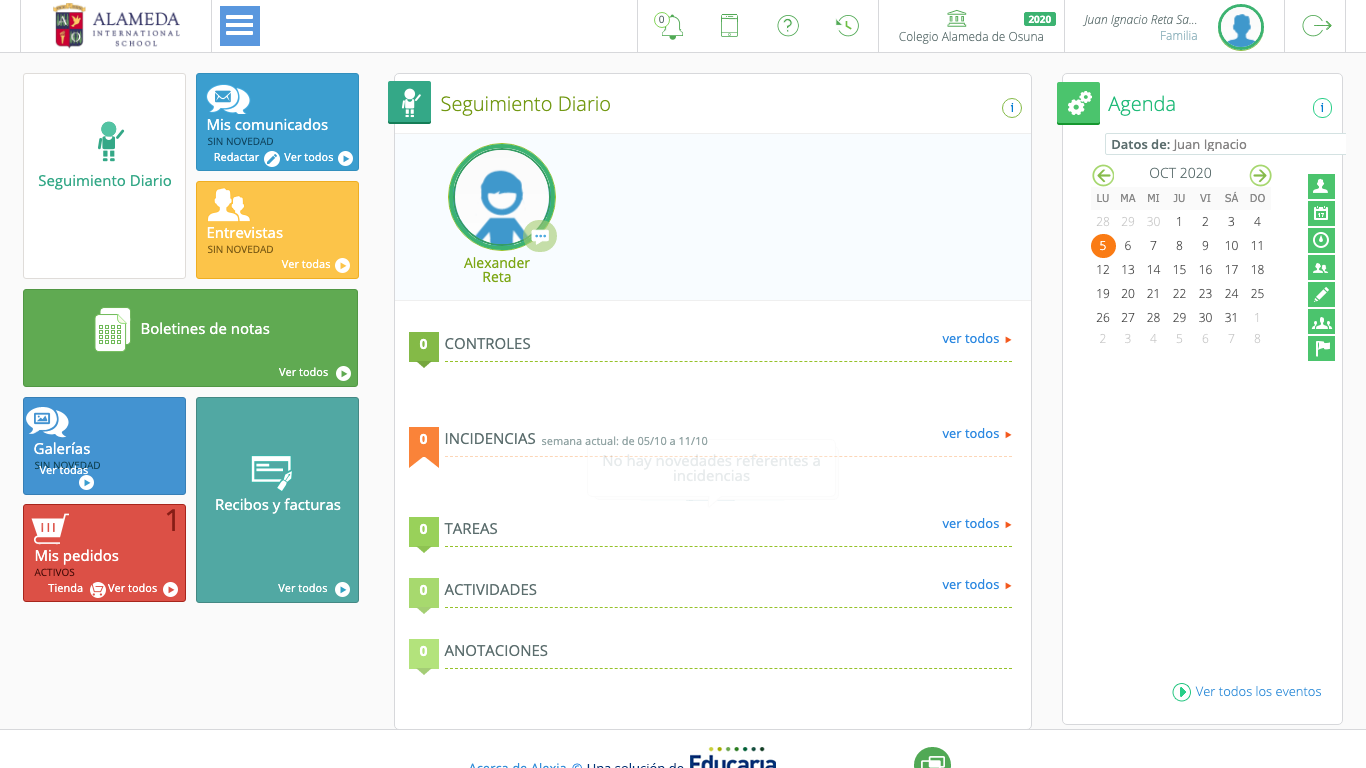 ALAMEDA
INTERNATIONAL
SCHOOL
0
2020
Colegio Alameda de Osuna
Juan Ignacio Reta Sa...
Familia
Seguimiento Diario
Mis comunicados
SIN NOVEDAD
Redactar
Ver todos
Entrevistas
SIN NOVEDAD
Ver todas
Boletines de notas
Ver todos
Galerías
SIN NOVEDAD
Ver todas
Recibos y facturas
Ver todos
1
Mis pedidos
ACTIVOS
Tienda
Ver todos
Seguimiento Diario
i
Alexander
Reta
0 CONTROLES
ver todos
0 INCIDENCIAS semana actual: de 05/10 a 11/10
ver todos
No hay novedades referentes a
incidencias
0 TAREAS
ver todos
0 ACTIVIDADES
ver todos
0 ANOTACIONES
Agenda
i
Datos de: Juan Ignacio
OCT 2020
LU MA MI JU VI SÁ DO
28 29 30 1 2 3 4
5 6 7 8 9 10 11
12 13 14 15 16 17 18
19 20 21 22 23 24 25
26 27 28 29 30 31 1
2 3 4 5 6 7 8
17
Ver todos los eventos
Acerca de Alexia © Una solución de Educaria